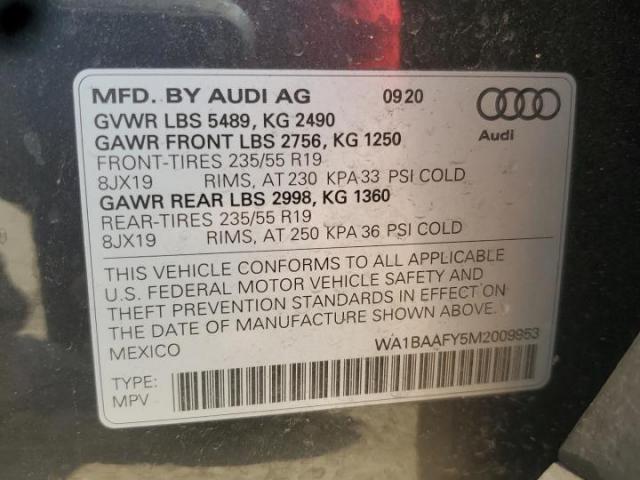 MFD. BY AUDI AG 0920
GVWR LBS 5489, KG 2490
GAWR FRONT LBS 2756, KG 1250
FRONT-TIRES 235/55 R19
8JX19 RIMS, AT 230 KPA 33 PSI COLD
GAWR REAR LBS 2998, KG 1360
REAR-TIRES 235/55 R19
8JX19 RIMS, AT 250 KPA 36 PSI COLD
Audi
THIS VEHICLE CONFORMS TO ALL APPLICABLE
U.S. FEDERAL MOTOR VEHICLE SAFETY AND
THEFT PREVENTION STANDARDS IN EFFECT ON
THE DATE OF MANUFACTURE SHOWN ABOVE.
MEXICO WA1BAAFY5M2009953
TYPE:
MPV